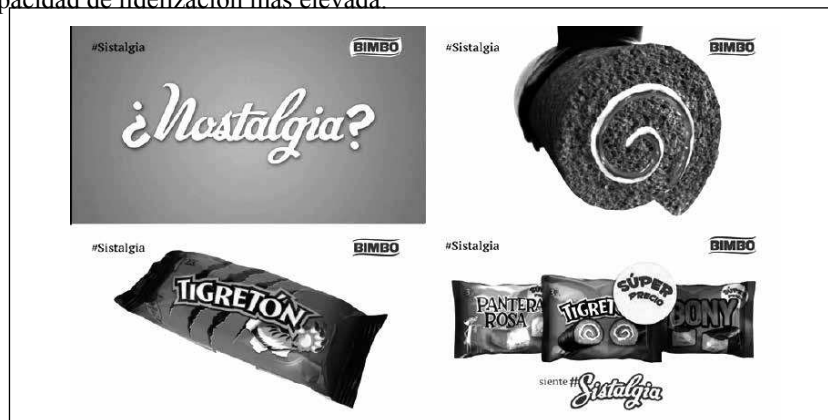 pacidad de fidelización más elevada.
#Sistalgia
BIMBO
¿Nostalgia?
#Sistalgia
BIMBO
#Sistalgia
BIMBO
TIGRETÓN
#Sistalgia
BIMBO
PANTERA
ROSA
TIGRETÓN
SÚPER
PRECIO
BONY
siente #Sistalgia